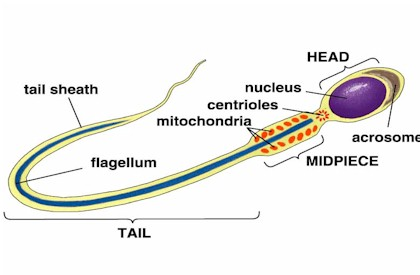 HEAD
nucleus
tail sheath
centrioles
mitochondria
acrosome
flagellum
MIDPIECE
TAIL